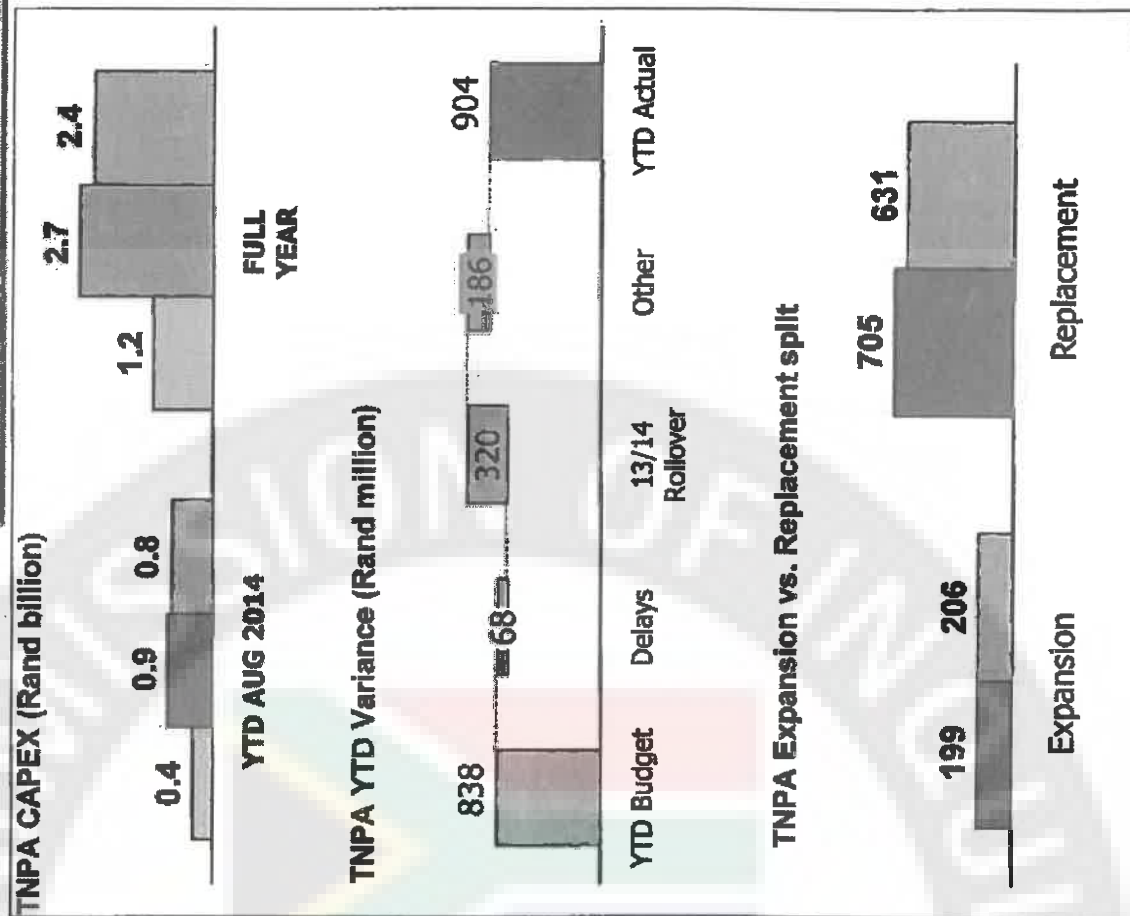 TNPA CAPEX (Rand billion)
0.4
0.9
0.8
1.2
2.7
2.4
YTD AUG 2014
FULL
YEAR
TNPA YTD Variance (Rand million)
838
68
320
186
904
YTD Budget
Delays
13/14
Rollover
Other
YTD Actual
TNPA Expansion vs. Replacement split
199
206
705
631
Expansion
Replacement